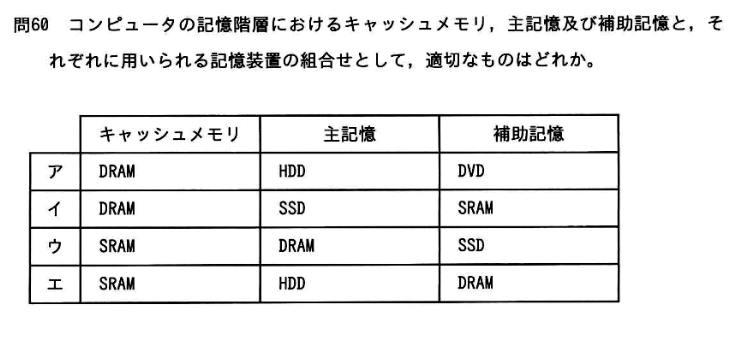 問60 コンピュータの記憶階層におけるキャッシュメモリ，主記憶及び補助記憶と，そ
れぞれに用いられる記憶装置の組合せとして，適切なものはどれか。
キャッシュメモリ 主記憶 補助記憶
ア DRAM HDD DVD
イ DRAM SSD SRAM
ウ SRAM DRAM SSD
エ SRAM HDD DRAM